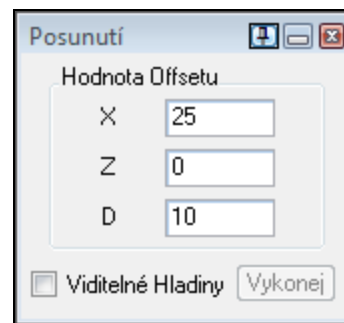 Posunutí
Hodnota Offsetu
X 25
Z 0
D 10
Viditelné Hladiny Vykonej